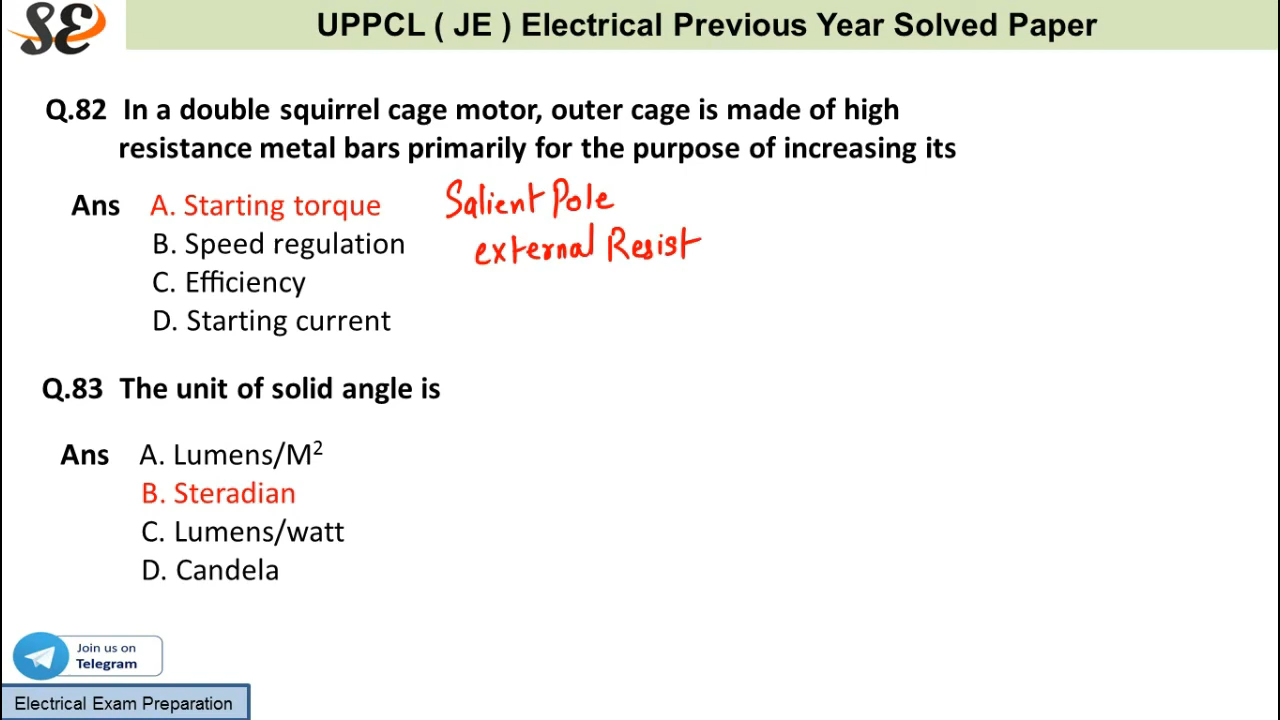 SE
UPPCL ( JE ) Electrical Previous Year Solved Paper
Q.82 In a double squirrel cage motor, outer cage is made of high
resistance metal bars primarily for the purpose of increasing its
Ans A. Starting torque
Salient Pole
B. Speed regulation
external Resist
C. Efficiency
D. Starting current
Q.83 The unit of solid angle is
Ans A. Lumens/M²
B. Steradian
C. Lumens/watt
D. Candela
Join us on
Telegram
Electrical Exam Preparation